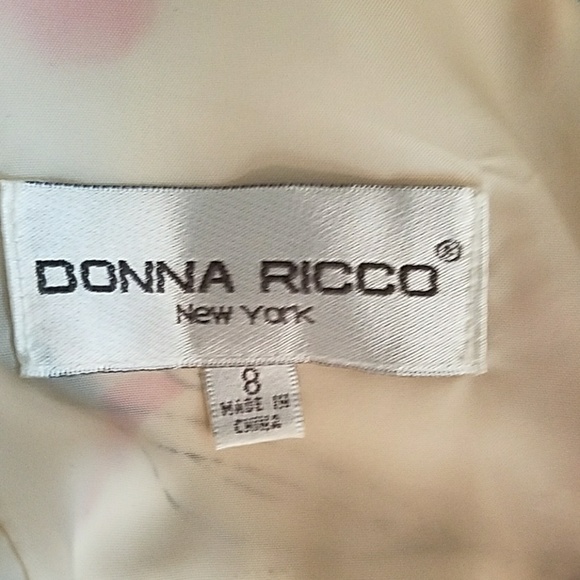 DONNA RICCO®
New York
8
MADE IN
CHINA